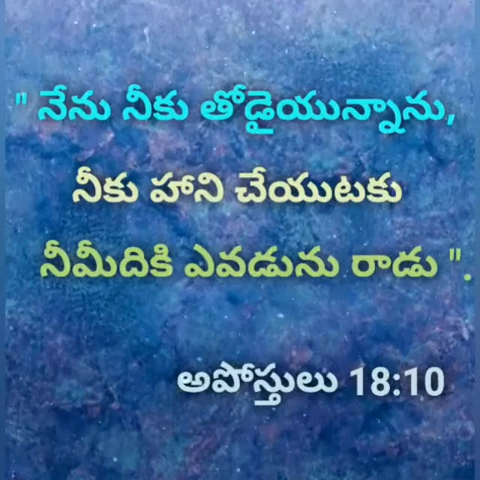 " నేను నీకు తోడైయున్నాను,
నీకు హాని చేయుటకు
నీమీదికి ఎవడును రాడు ".
అపోస్తులు 18:10